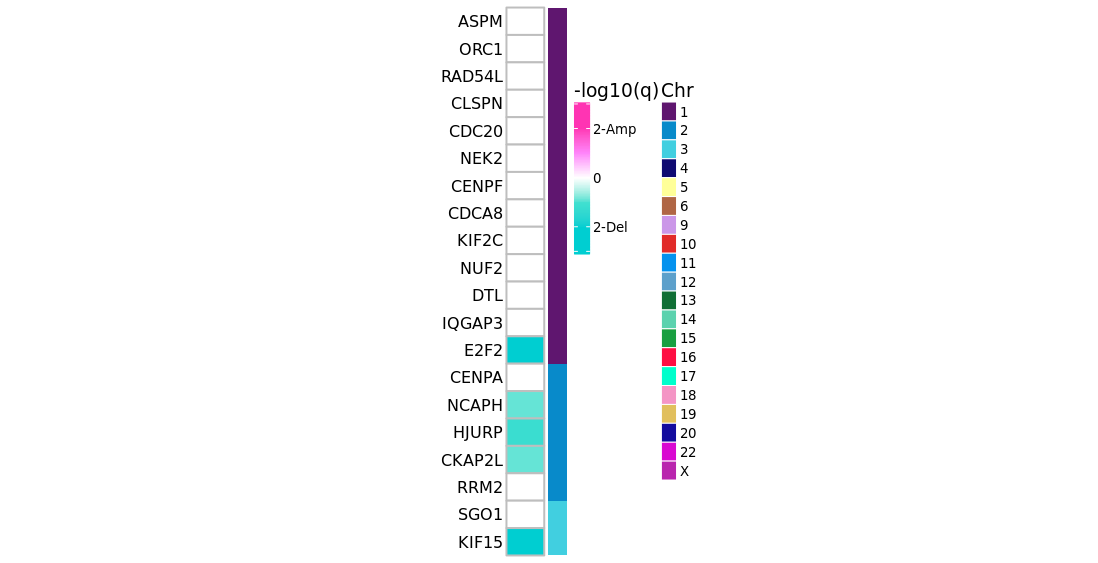 ASPM
ORC1
RAD54L
CLSPN
CDC20
NEK2
CENPF
CDCA8
KIF2C
NUF2
DTL
IQGAP3
E2F2
CENPA
NCAPH
HJURP
CKAP2L
RRM2
SGO1
KIF15
-log10(q)
2-Amp
0
2-Del
Chr
1
2
3
4
5
6
9
10
11
12
13
14
15
16
17
18
19
20
22
X